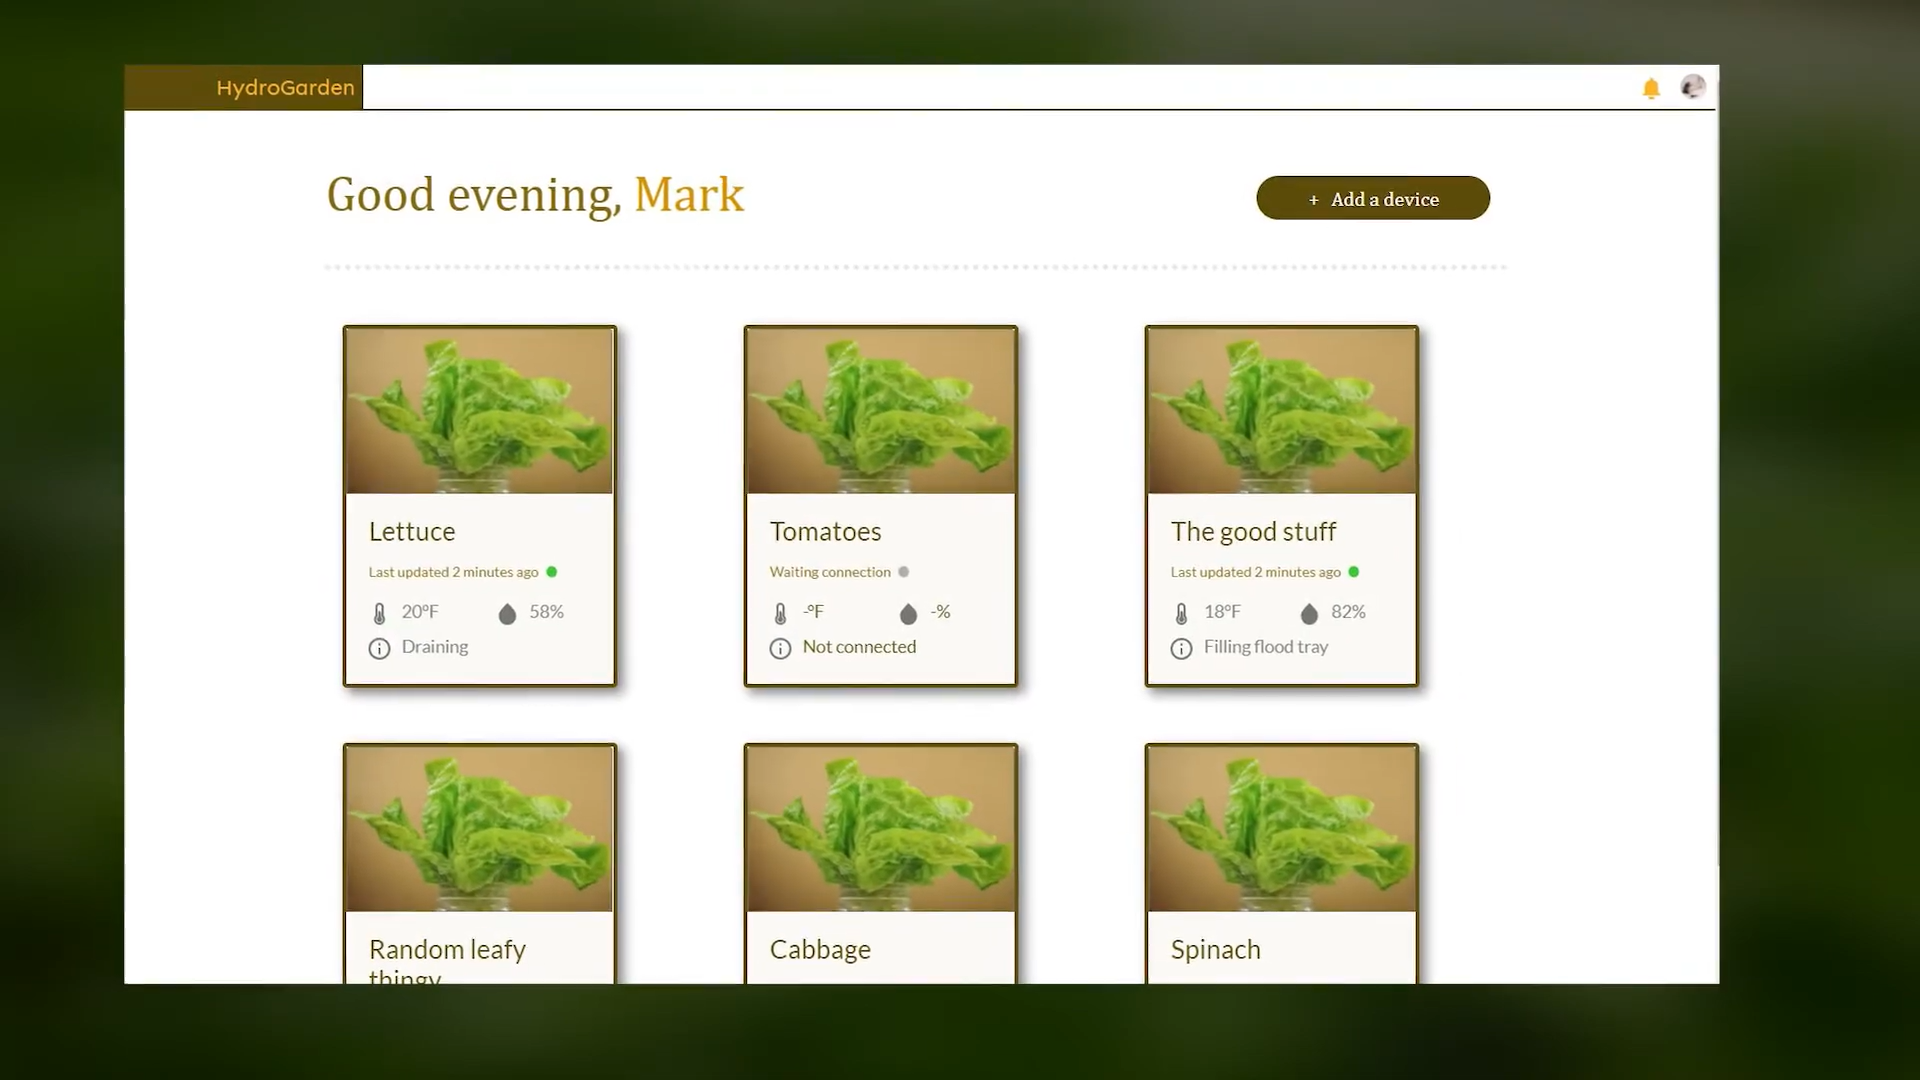 HydroGarden
Good evening, Mark
+ Add a device
Lettuce
Last updated 2 minutes ago
20°F 58%
Draining
Tomatoes
Waiting connection
-°F -%
Not connected
The good stuff
Last updated 2 minutes ago
18°F 82%
Filling flood tray
Random leafy
thingy
Cabbage
Spinach